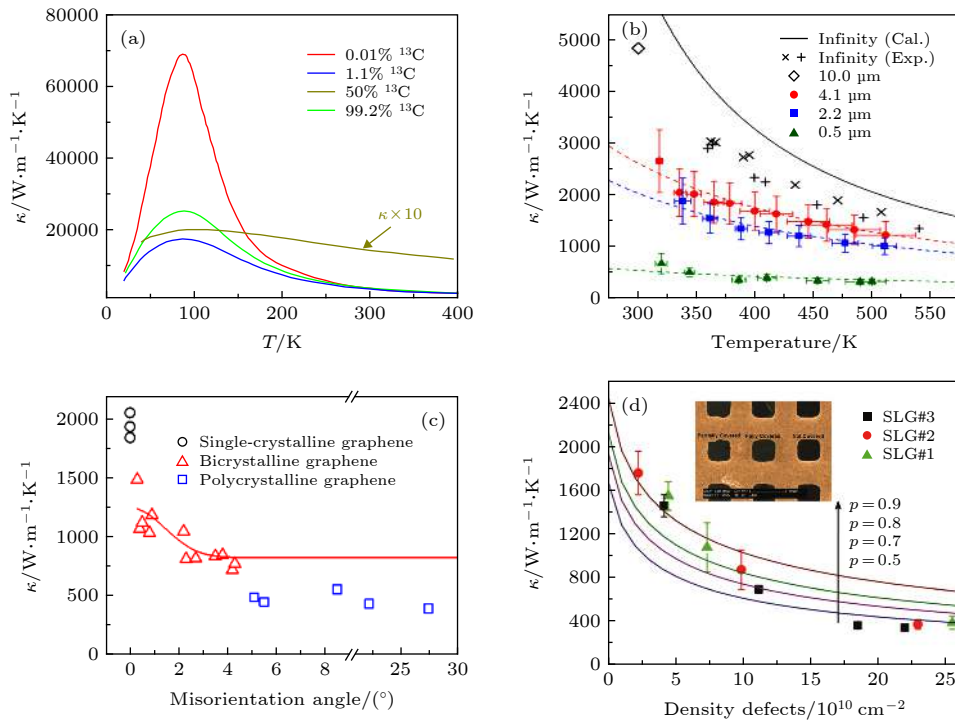 (a)
0.01% ¹³C
1.1% ¹³C
50% ¹³C
99.2% ¹³C
κ×10
80000
60000
40000
20000
0
κ/W·m⁻¹·K⁻¹
0 100 200 300 400
T/K
(b)
Infinity (Cal.)
Infinity (Exp.)
10.0 µm
4.1 µm
2.2 µm
0.5 µm
5000
4000
3000
2000
1000
0
κ/W·m⁻¹·K⁻¹
300 350 400 450 500 550
Temperature/K
(c)
Single-crystalline graphene
Bicrystalline graphene
Polycrystalline graphene
2000
1500
1000
500
0
κ/W·m⁻¹·K⁻¹
0 2 4 6 8 20 30
Misorientation angle/(°)
(d)
SLG#3
SLG#2
SLG#1
Covered
Covered
p=0.9
p=0.8
p=0.7
p=0.5
2400
2000
1600
1200
800
400
0
κ/W·m⁻¹·K⁻¹
0 5 10 15 20 25
Density defects/10¹⁰ cm⁻²